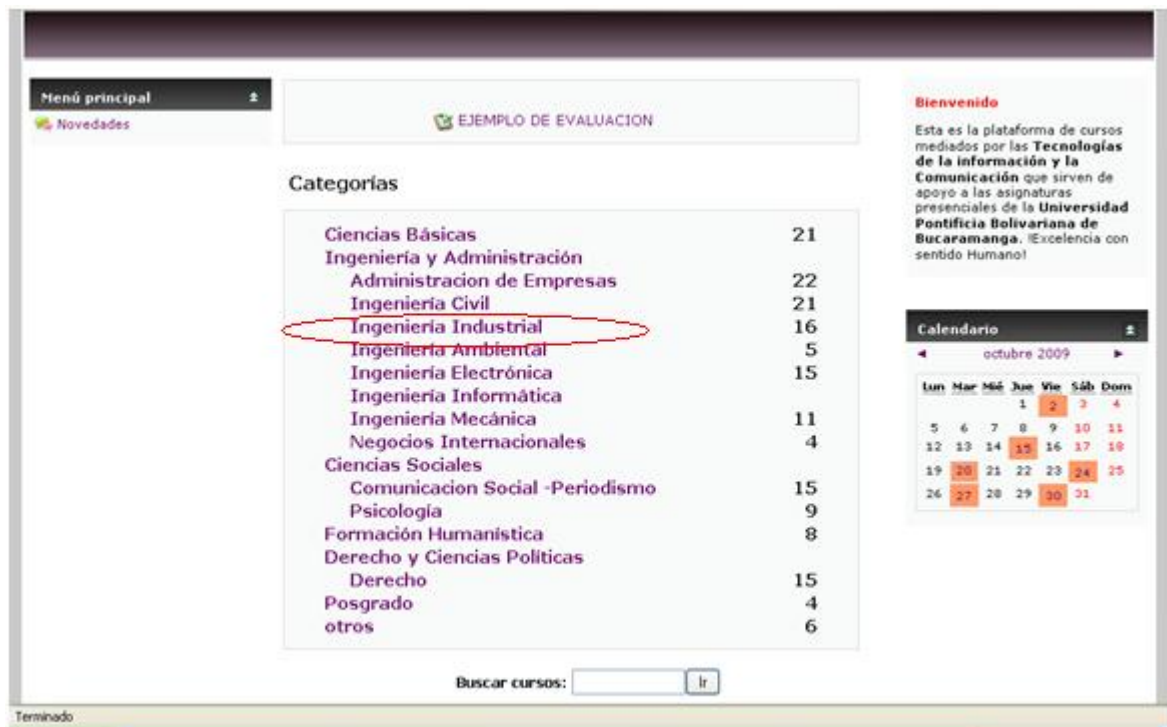 Menú principal
Novedades
EJEMPLO DE EVALUACION
Categorías
Ciencias Básicas 21
Ingeniería y Administración
Administracion de Empresas 22
Ingeniería Civil 21
Ingeniería Industrial 16
Ingeniería Ambiental 5
Ingeniería Electrónica 15
Ingeniería Informática
Ingeniería Mecánica 11
Negocios Internacionales 4
Ciencias Sociales
Comunicacion Social -Periodismo 15
Psicología 9
Formación Humanística 8
Derecho y Ciencias Políticas
Derecho 15
Posgrado 4
otros 6
Buscar cursos: Ir
Bienvenido
Esta es la plataforma de cursos
mediados por las Tecnologías
de la información y la
Comunicación que sirven de
apoyo a las asignaturas
presenciales de la Universidad
Pontificia Bolivariana de
Bucaramanga. !Excelencia con
sentido Humano!
Calendario
octubre 2009
Lun Mar Mié Jue Vie Sáb Dom
1 2 3 4
5 6 7 8 9 10 11
12 13 14 15 16 17 18
19 20 21 22 23 24 25
26 27 28 29 30 31
Terminado